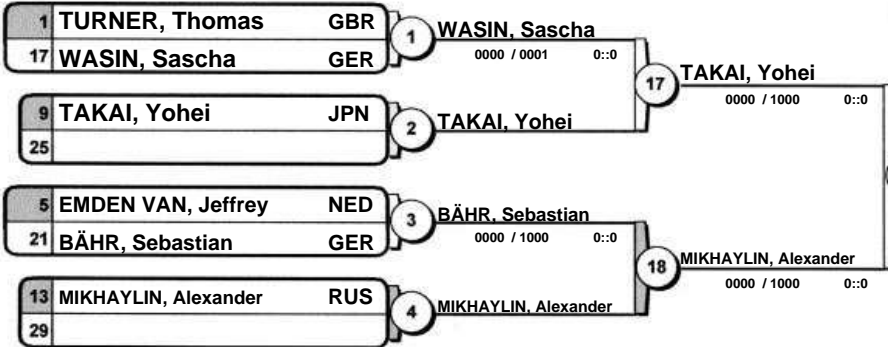 1 TURNER, Thomas GBR
17 WASIN, Sascha GER
1
WASIN, Sascha
0000 / 0001 0::0
9 TAKAI, Yohei JPN
25
2
TAKAI, Yohei
17
TAKAI, Yohei
0000 / 1000 0::0
5 EMDEN VAN, Jeffrey NED
21 BÄHR, Sebastian GER
3
BÄHR, Sebastian
0000 / 1000 0::0
13 MIKHAYLIN, Alexander RUS
29
4
MIKHAYLIN, Alexander
18
MIKHAYLIN, Alexander
0000 / 1000 0::0